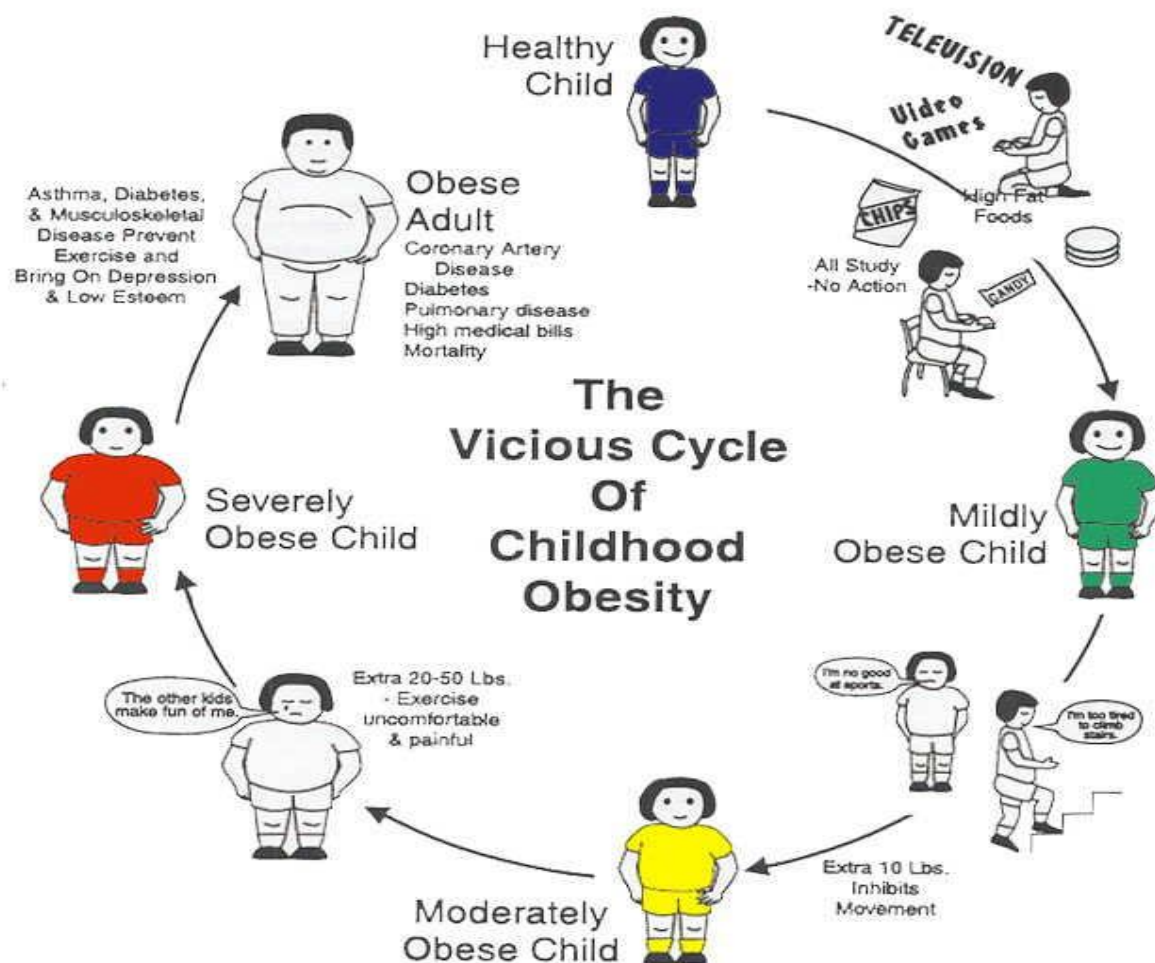 Healthy
Child
TELEVISION
Video
Games
High Fat
Foods
CHIPS
All Study
-No Action
CANDY
Mildly
Obese Child
I'm no good
at sports.
I'm too tired
to climb
stairs.
Extra 10 Lbs.
Inhibits
Movement
Moderately
Obese Child
Extra 20-50 Lbs.
- Exercise
uncomfortable
& painful
The other kids
make fun of me.
Severely
Obese Child
Asthma, Diabetes,
& Musculoskeletal
Disease Prevent
Exercise and
Bring On Depression
& Low Esteem
Obese
Adult
Coronary Artery
Disease
Diabetes
Pulmonary disease
High medical bills
Mortality
The
Vicious Cycle
Of
Childhood
Obesity